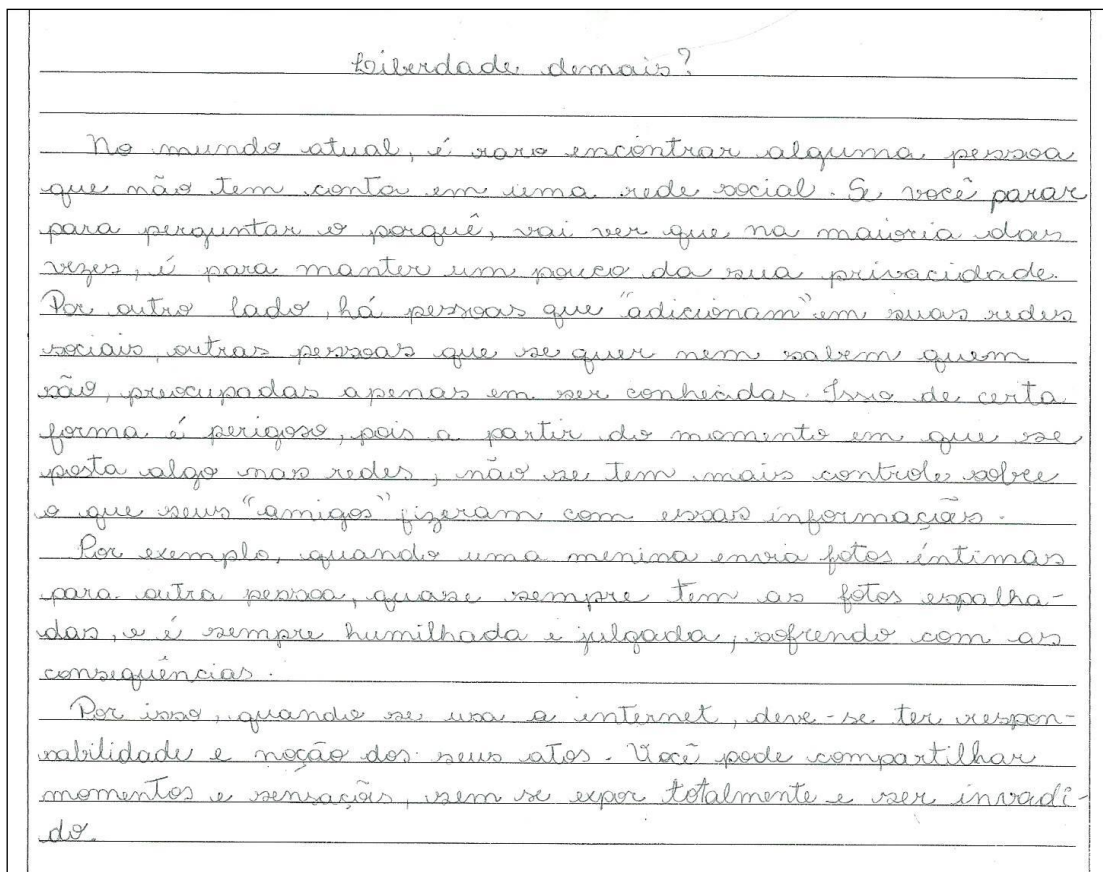 Liberdade demais?
No mundo atual, é raro encontrar alguma pessoa
que não tem conta em uma rede social. Se você parar
para perguntar o porquê, vai ver que na maioria das
vezes, é para manter um pouco da sua privacidade.
Por outro lado, há pessoas que "adicionam" em suas redes
sociais, outras pessoas que se quer nem sabem quem
são, preocupadas apenas em ser conhecidas. Isso de certa
forma é perigoso, pois a partir do momento em que se
posta algo nas redes, não se tem mais controle sobre
o que seus "amigos" fizeram com essas informações.
Por exemplo, quando uma menina envia fotos íntimas
para outra pessoa, quase sempre tem as fotos espalha-
das, e é sempre humilhada e julgada, sofrendo com as
consequências.
Por isso, quando se usa a internet, deve-se ter respon-
sabilidade e noção dos seus atos. Você pode compartilhar
momentos e sensações, sem se expor totalmente e ser invadi-
do.